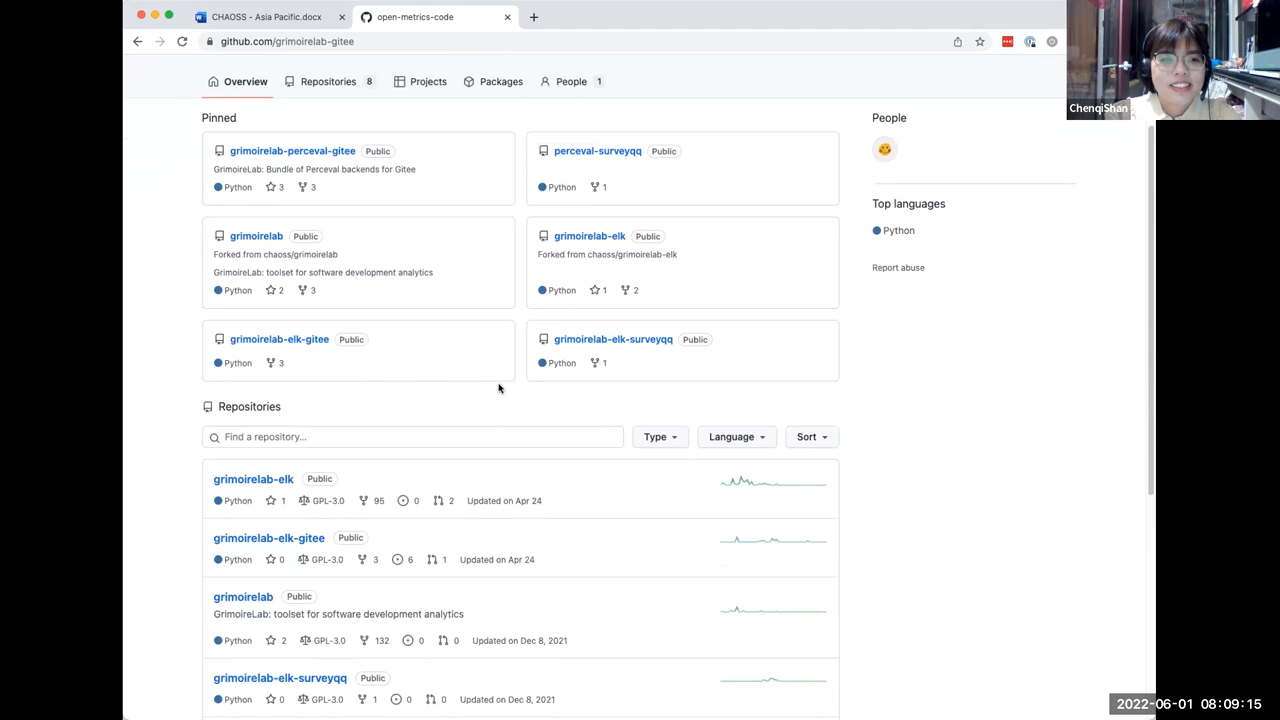 CHAOSS - Asia Pacific.docx
open-metrics-code
github.com/grimoirelab-gitee
ChenqiShan
Overview
Repositories 8
Projects
Packages
People 1
Pinned
grimoirelab-perceval-gitee Public
GrimoireLab: Bundle of Perceval backends for Gitee
Python 3 3
perceval-surveyqq Public
Python 1
grimoirelab Public
Forked from chaoss/grimoirelab
GrimoireLab: toolset for software development analytics
Python 2 3
grimoirelab-elk Public
Forked from chaoss/grimoirelab-elk
Python 1 2
grimoirelab-elk-gitee Public
Python 3
grimoirelab-elk-surveyqq Public
Python 1
People
Top languages
Python
Report abuse
Repositories
Find a repository...
Type
Language
Sort
grimoirelab-elk Public
Python 1 GPL-3.0 95 0 2 Updated on Apr 24
grimoirelab-elk-gitee Public
Python 0 GPL-3.0 3 6 1 Updated on Apr 24
grimoirelab Public
GrimoireLab: toolset for software development analytics
Python 2 GPL-3.0 132 0 0 Updated on Dec 8, 2021
grimoirelab-elk-surveyqq Public
Python 0 GPL-3.0 1 0 0 Updated on Dec 8, 2021
2022-06-01 08:09:15